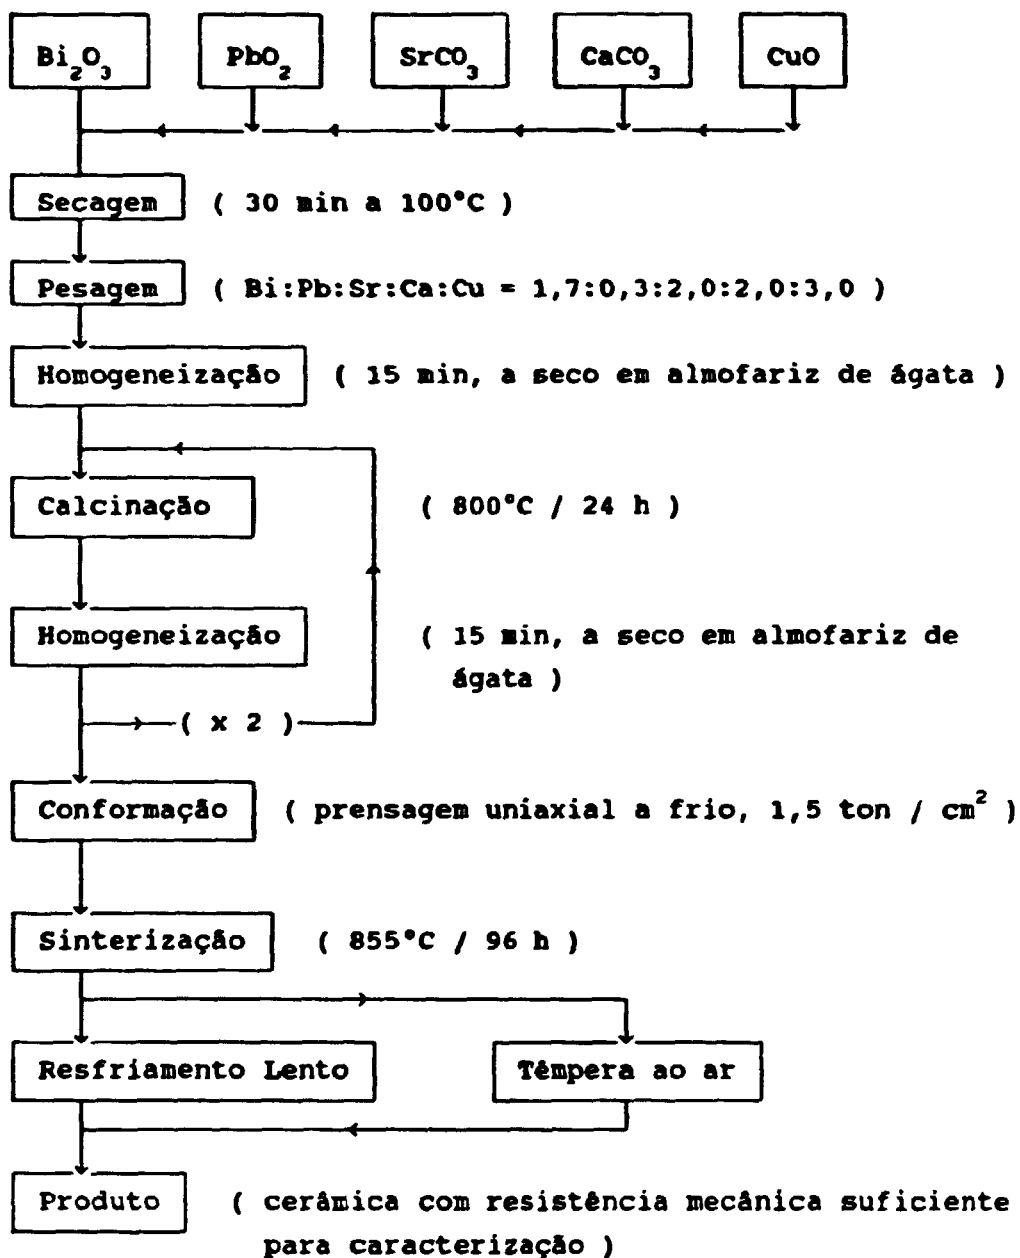 Bi₂O₃ PbO₂ SrCO₃ CaCO₃ CuO
Secagem ( 30 min a 100°C )
Pesagem ( Bi:Pb:Sr:Ca:Cu = 1,7:0,3:2,0:2,0:3,0 )
Homogeneização ( 15 min, a seco em almofariz de ágata )
Calcinação ( 800°C / 24 h )
Homogeneização ( 15 min, a seco em almofariz de
ágata )
( x 2 )
Conformação ( prensagem uniaxial a frio, 1,5 ton / cm² )
Sinterização ( 855°C / 96 h )
Resfriamento Lento Têmpera ao ar
Produto ( cerâmica com resistência mecânica suficiente
para caracterização )